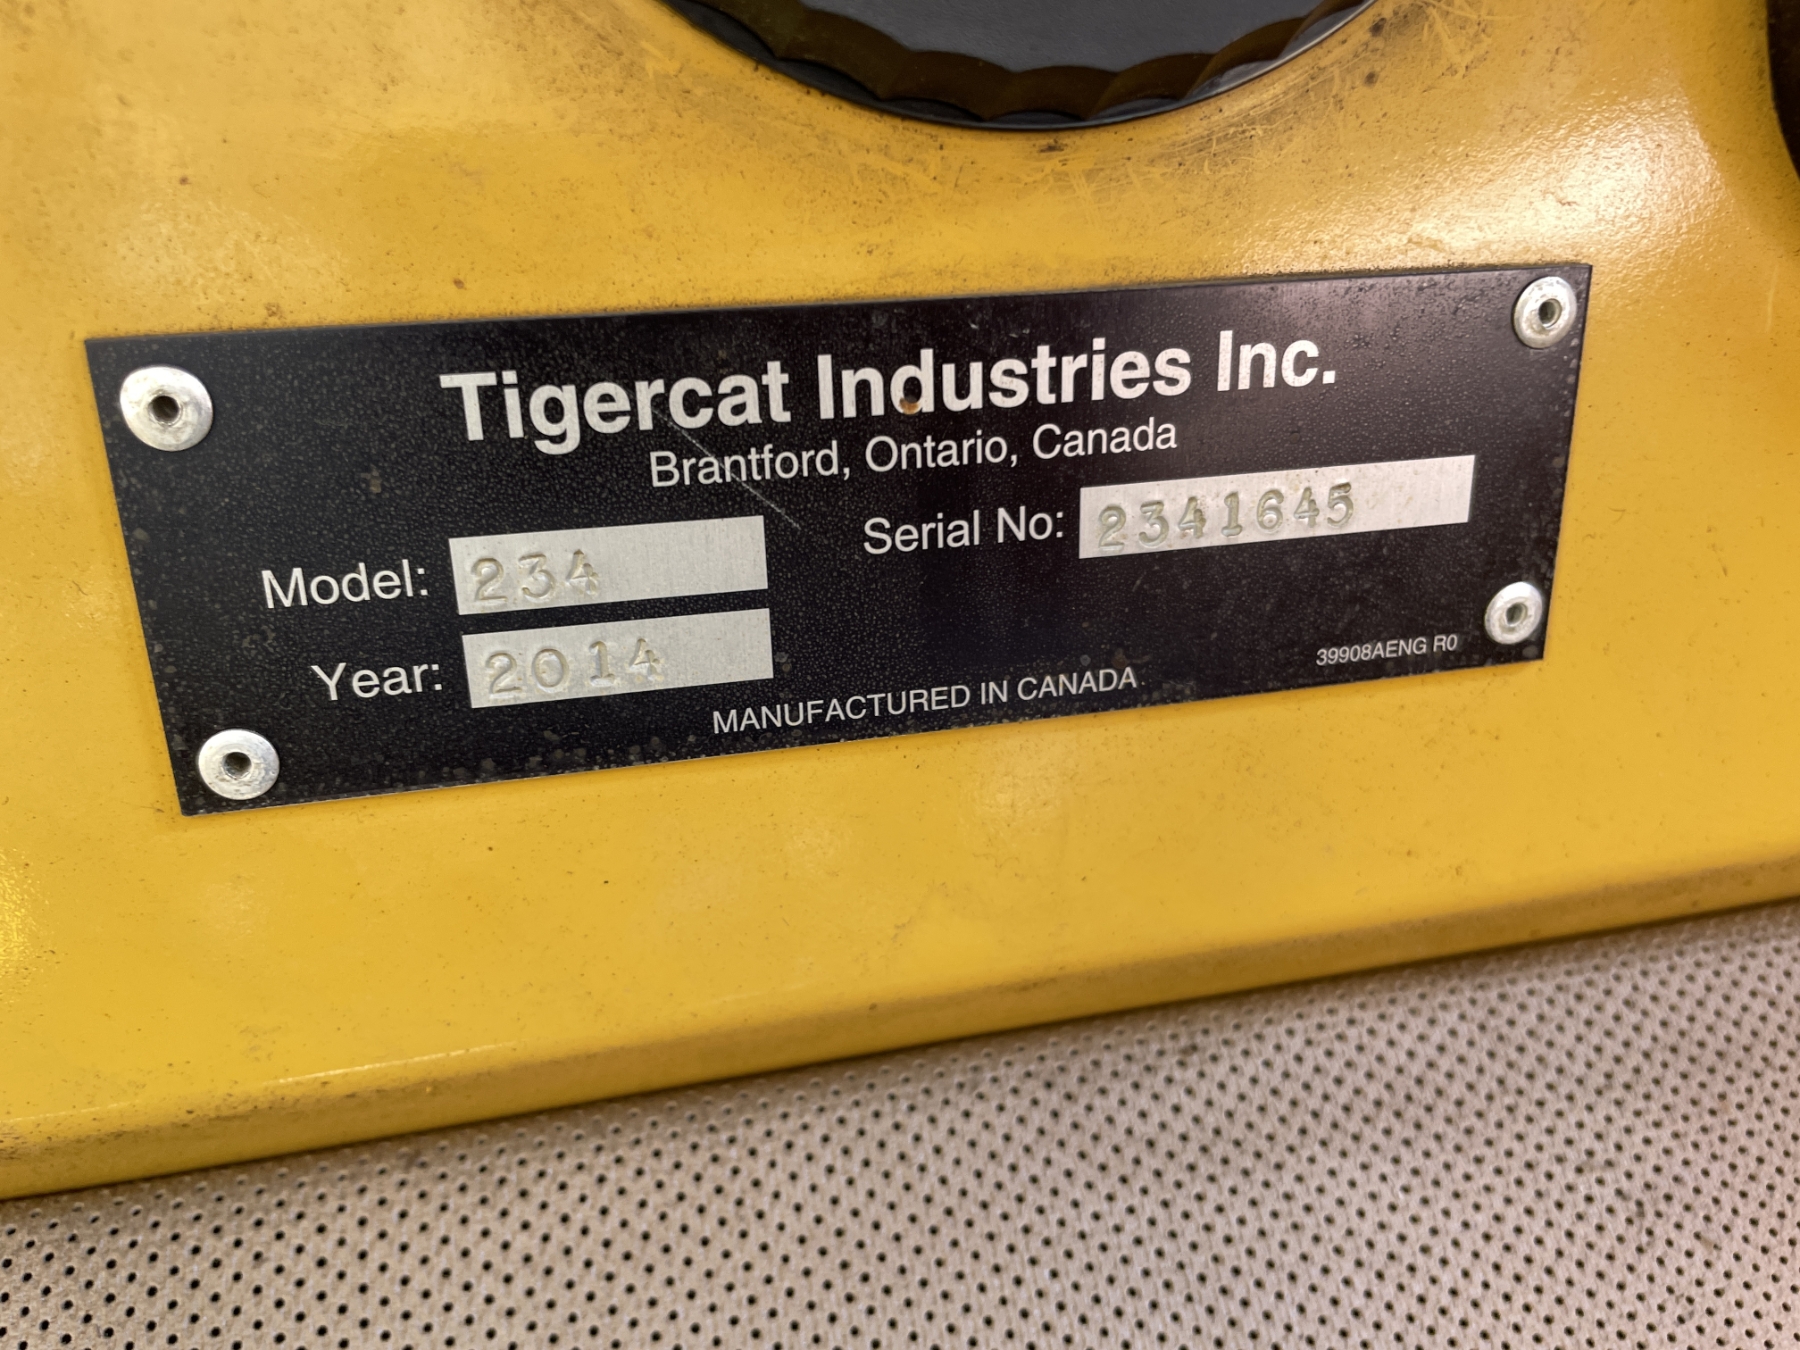 Tigercat Industries Inc.
Brantford, Ontario, Canada
Serial No: 2341645
Model: 234
Year: 2014
MANUFACTURED IN CANADA
39908AENG R0